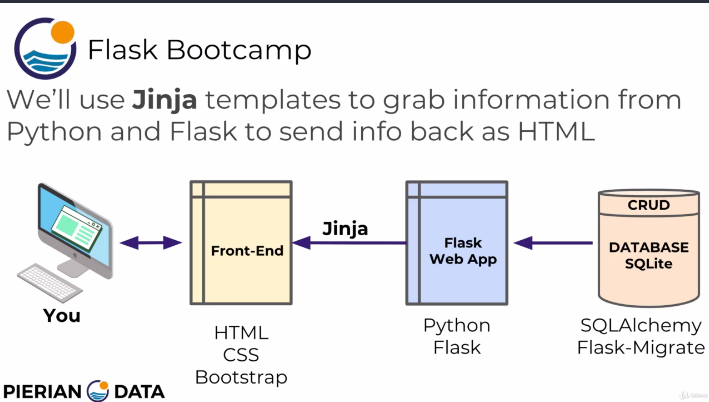 Flask Bootcamp
We'll use Jinja templates to grab information from
Python and Flask to send info back as HTML
You
Front-End
HTML
CSS
Bootstrap
Jinja
Flask
Web App
Python
Flask
CRUD
DATABASE
SQLite
SQLAlchemy
Flask-Migrate
PIERIAN DATA
Udemy